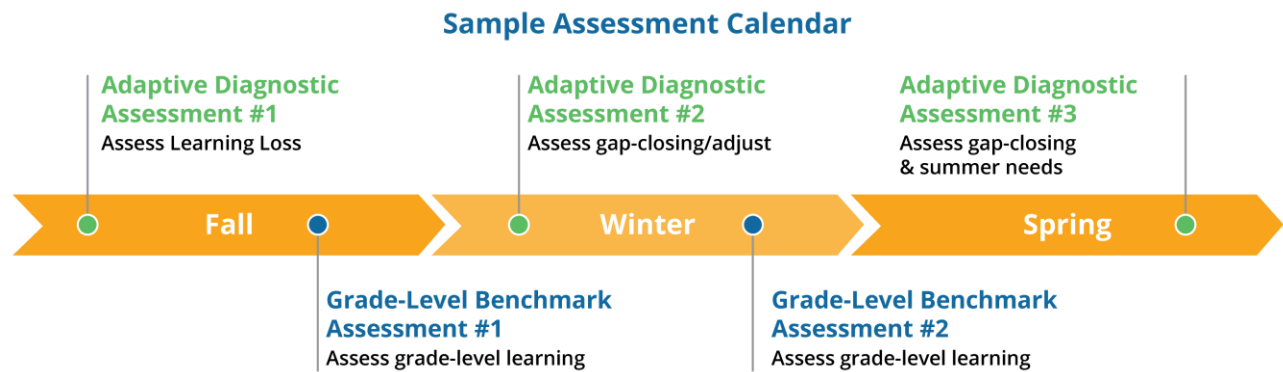 Sample Assessment Calendar
Adaptive Diagnostic
Assessment #1
Assess Learning Loss
Adaptive Diagnostic
Assessment #2
Assess gap-closing/adjust
Adaptive Diagnostic
Assessment #3
Assess gap-closing
& summer needs
Fall
Winter
Spring
Grade-Level Benchmark
Assessment #1
Assess grade-level learning
Grade-Level Benchmark
Assessment #2
Assess grade-level learning